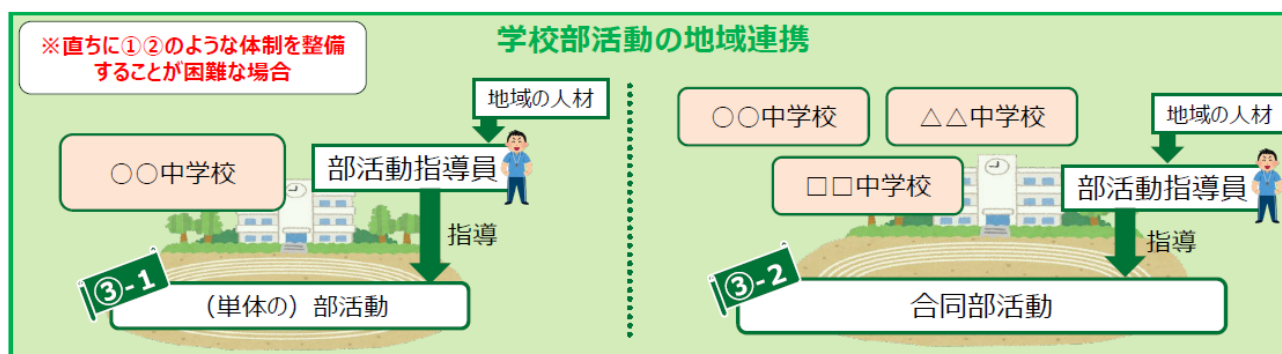 学校部活動の地域連携
※直ちに①②のような体制を整備
することが困難な場合
地域の人材
○○中学校
部活動指導員
指導
③-1
（単体の）部活動
○○中学校
△△中学校
地域の人材
□□中学校
部活動指導員
指導
③-2
合同部活動